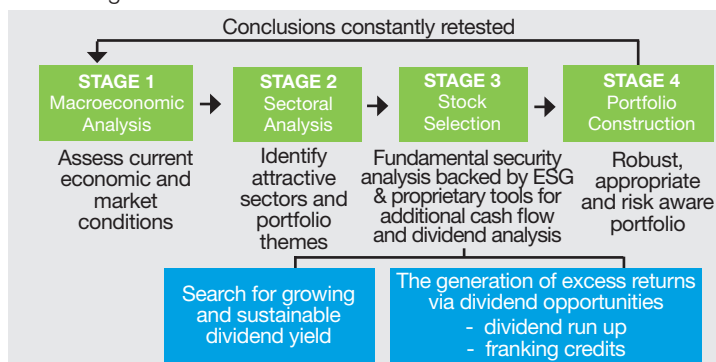 Conclusions constantly retested
STAGE 1
Macroeconomic
Analysis
STAGE 2
Sectoral
Analysis
STAGE 3
Stock
Selection
STAGE 4
Portfolio
Construction
Assess current
economic and
market
conditions
Identify
attractive
sectors and
portfolio
themes
Fundamental security
analysis backed by ESG
& proprietary tools for
additional cash flow
and dividend analysis
Robust,
appropriate
and risk aware
portfolio
Search for growing
and sustainable
dividend yield
The generation of excess returns
via dividend opportunities
- dividend run up
- franking credits